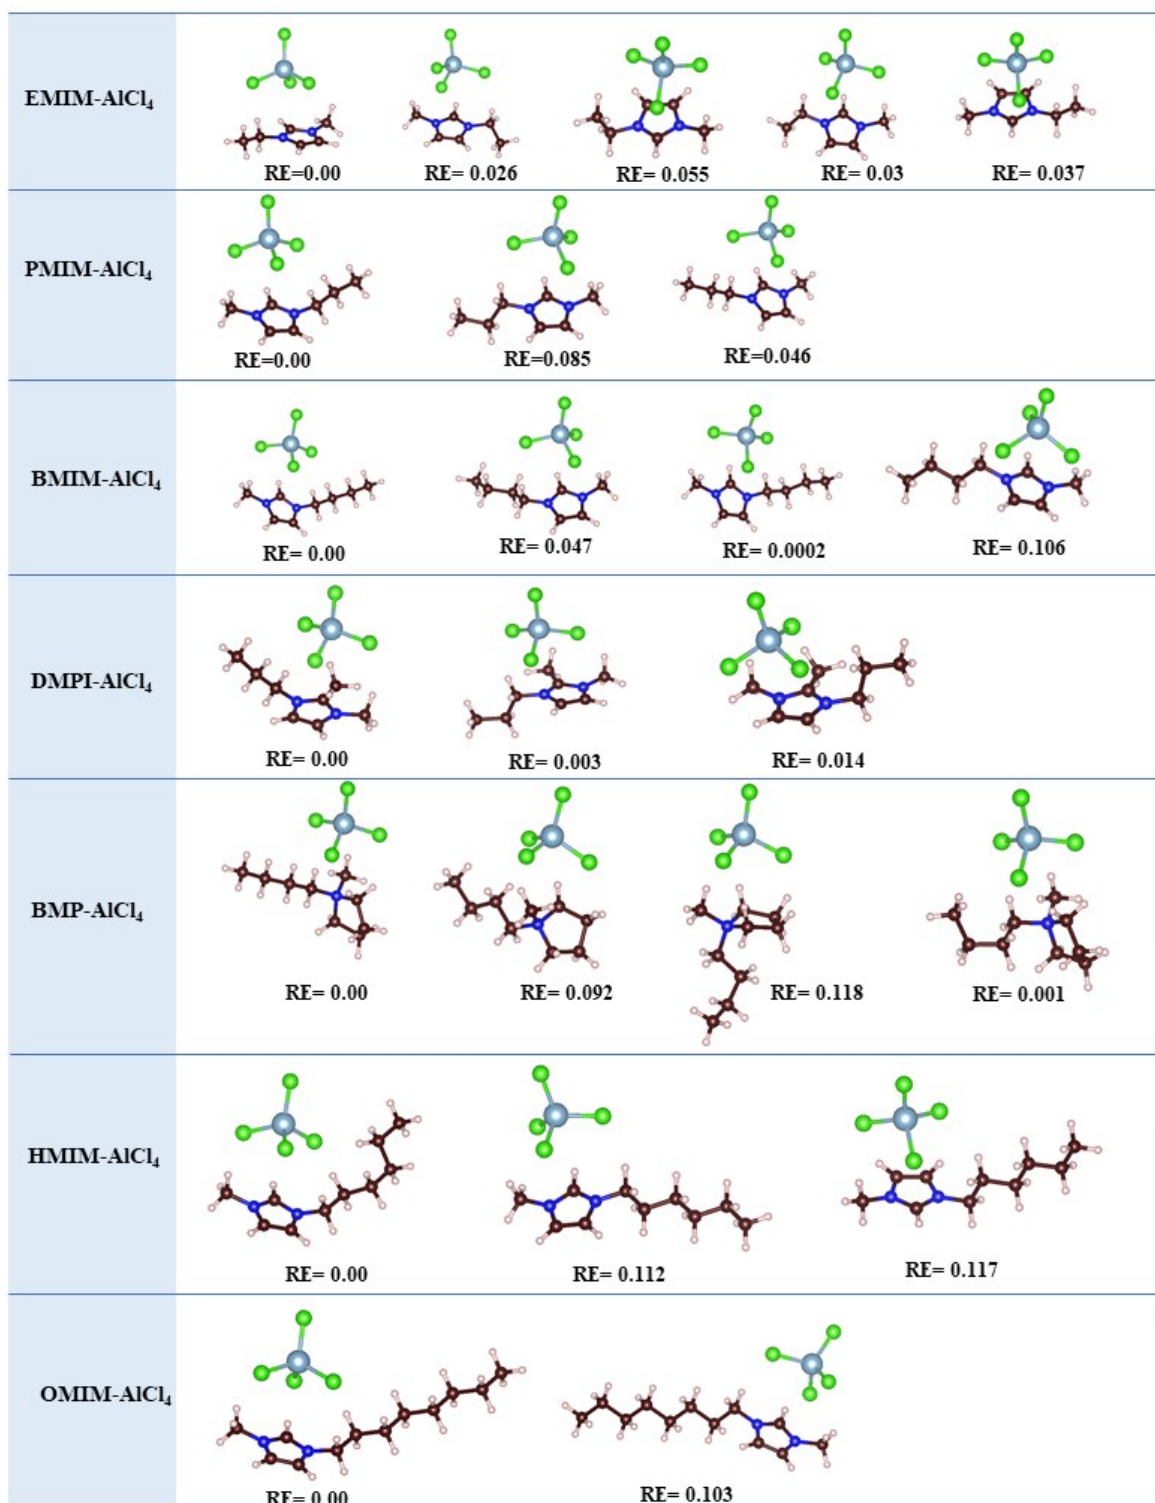 EMIM-AlCl₄
RE=0.00
RE= 0.026
RE= 0.055
RE= 0.03
RE= 0.037
PMIM-AlCl₄
RE=0.00
RE=0.085
RE=0.046
BMIM-AlCl₄
RE= 0.00
RE= 0.047
RE= 0.0002
RE= 0.106
DMPI-AlCl₄
RE= 0.00
RE= 0.003
RE= 0.014
BMP-AlCl₄
RE= 0.00
RE= 0.092
RE= 0.118
RE= 0.001
HMIM-AlCl₄
RE= 0.00
RE= 0.112
RE= 0.117
OMIM-AlCl₄
RE= 0.00
RE= 0.103